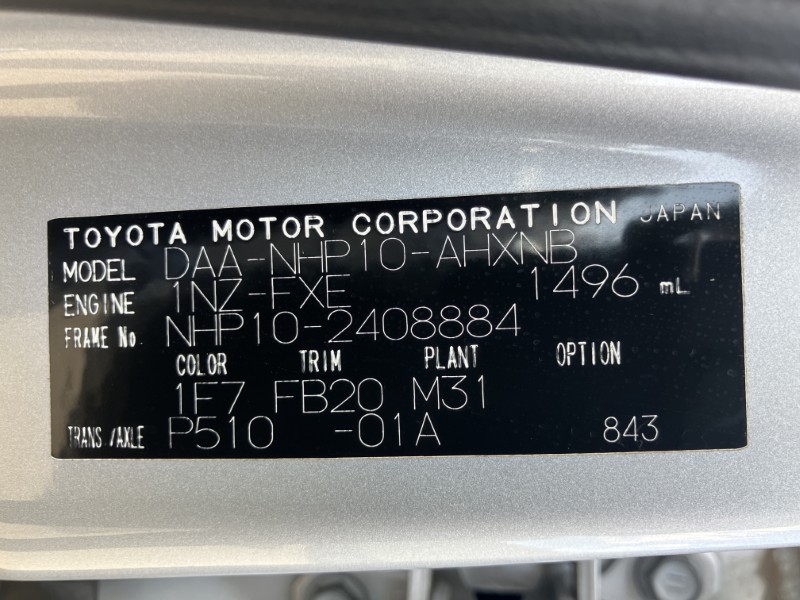 TOYOTA MOTOR CORPORATION JAPAN
MODEL DAA-NHP10-AHXNB
ENGINE 1NZ-FXE 1496 mL
FRAME No. NHP10-2408884
COLOR TRIM PLANT OPTION
1F7 FB20 M31
TRANS/AXLE P510 -01A 843